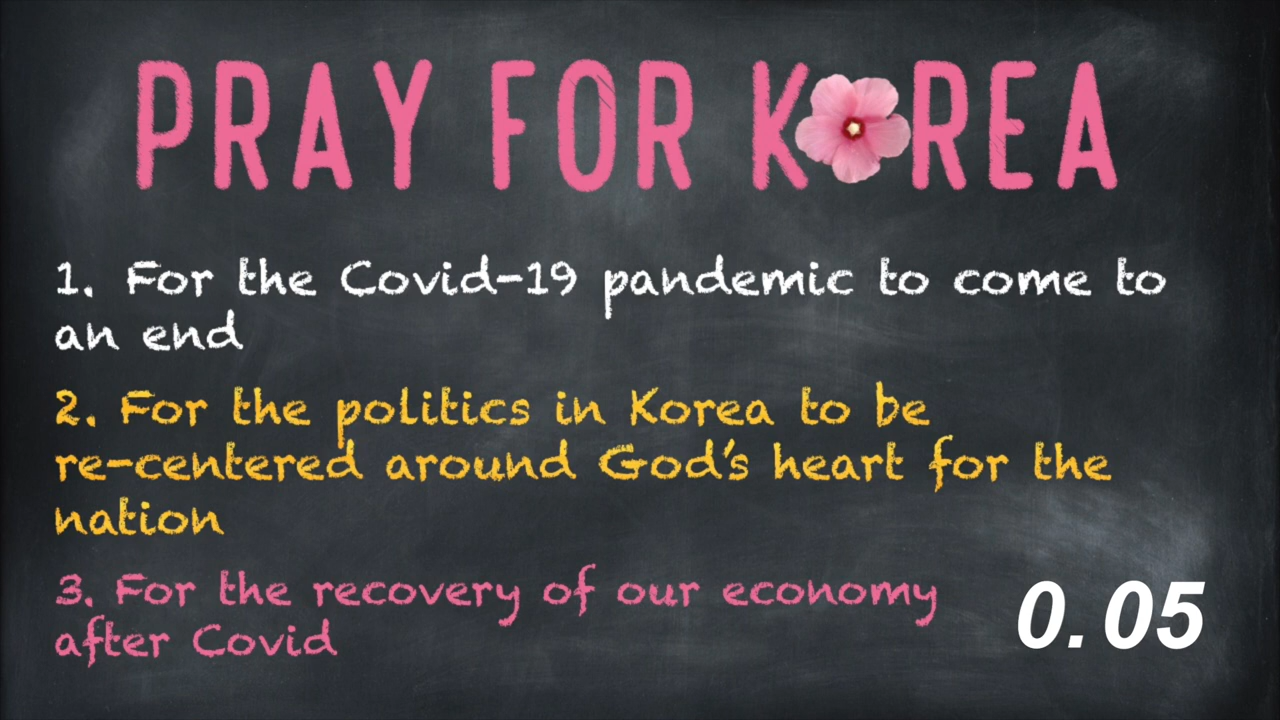 PRAY FOR KREA
1. For the Covid-19 pandemic to come to
an end
2. For the politics in Korea to be
re-centered around God's heart for the
nation
3. For the recovery of our economy
after Covid
0.05